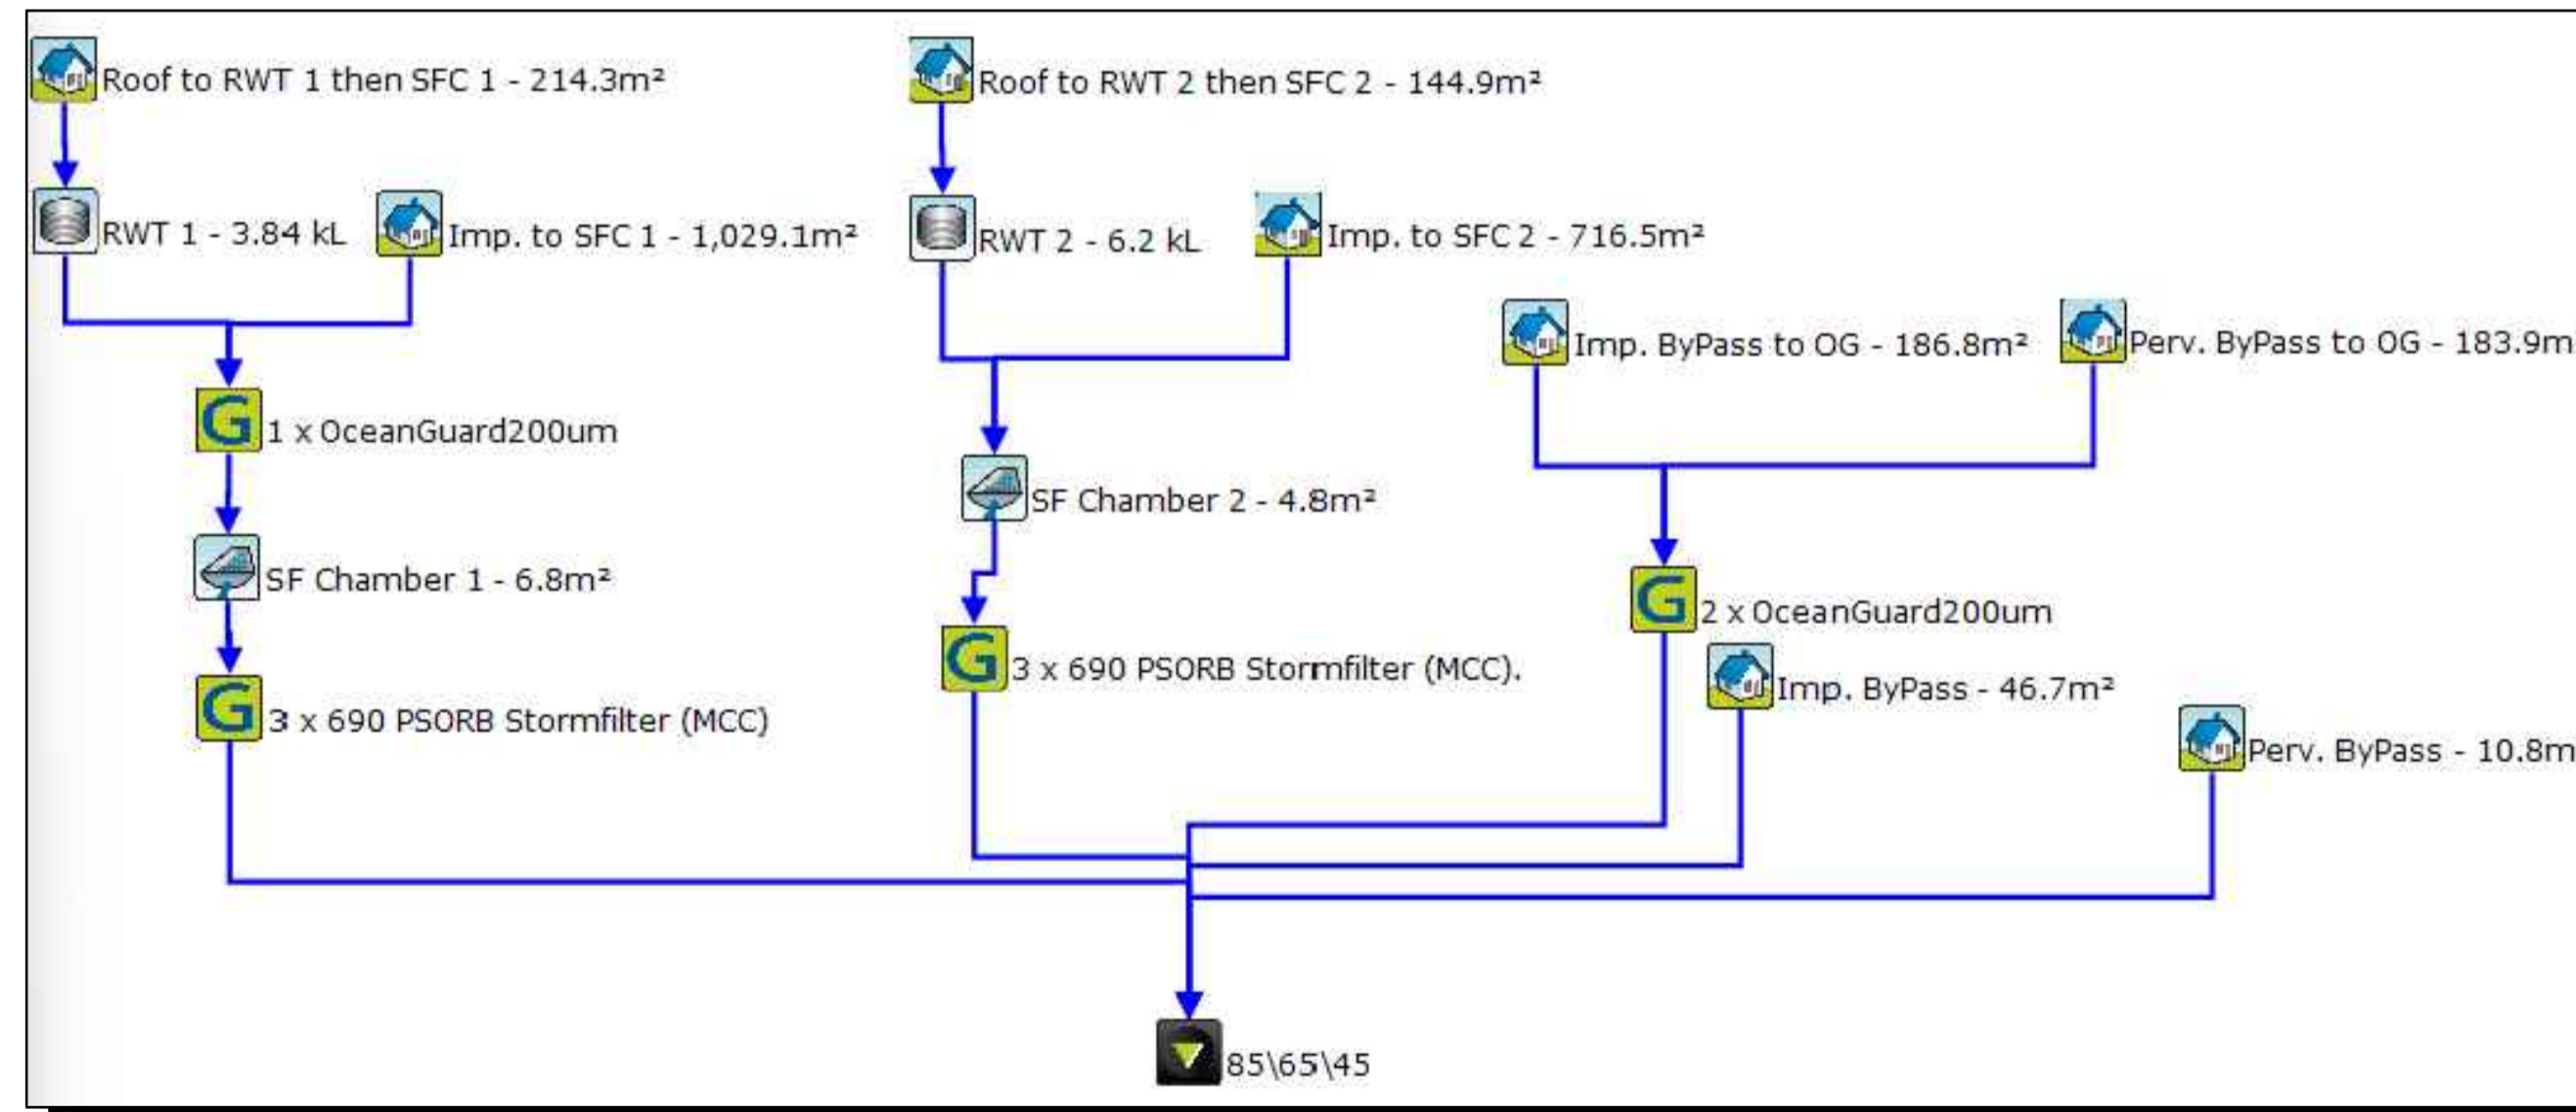 Roof to RWT 1 then SFC 1 - 214.3m²
Roof to RWT 2 then SFC 2 - 144.9m²
RWT 1 - 3.84 kL
Imp. to SFC 1 - 1,029.1m²
RWT 2 - 6.2 kL
Imp. to SFC 2 - 716.5m²
Imp. ByPass to OG - 186.8m²
Perv. ByPass to OG - 183.9m
G 1 x OceanGuard200um
SF Chamber 2 - 4.8m²
SF Chamber 1 - 6.8m²
G 2 x OceanGuard200um
G 3 x 690 PSORB Stormfilter (MCC).
Imp. ByPass - 46.7m²
G 3 x 690 PSORB Stormfilter (MCC)
Perv. ByPass - 10.8m
85\65\45